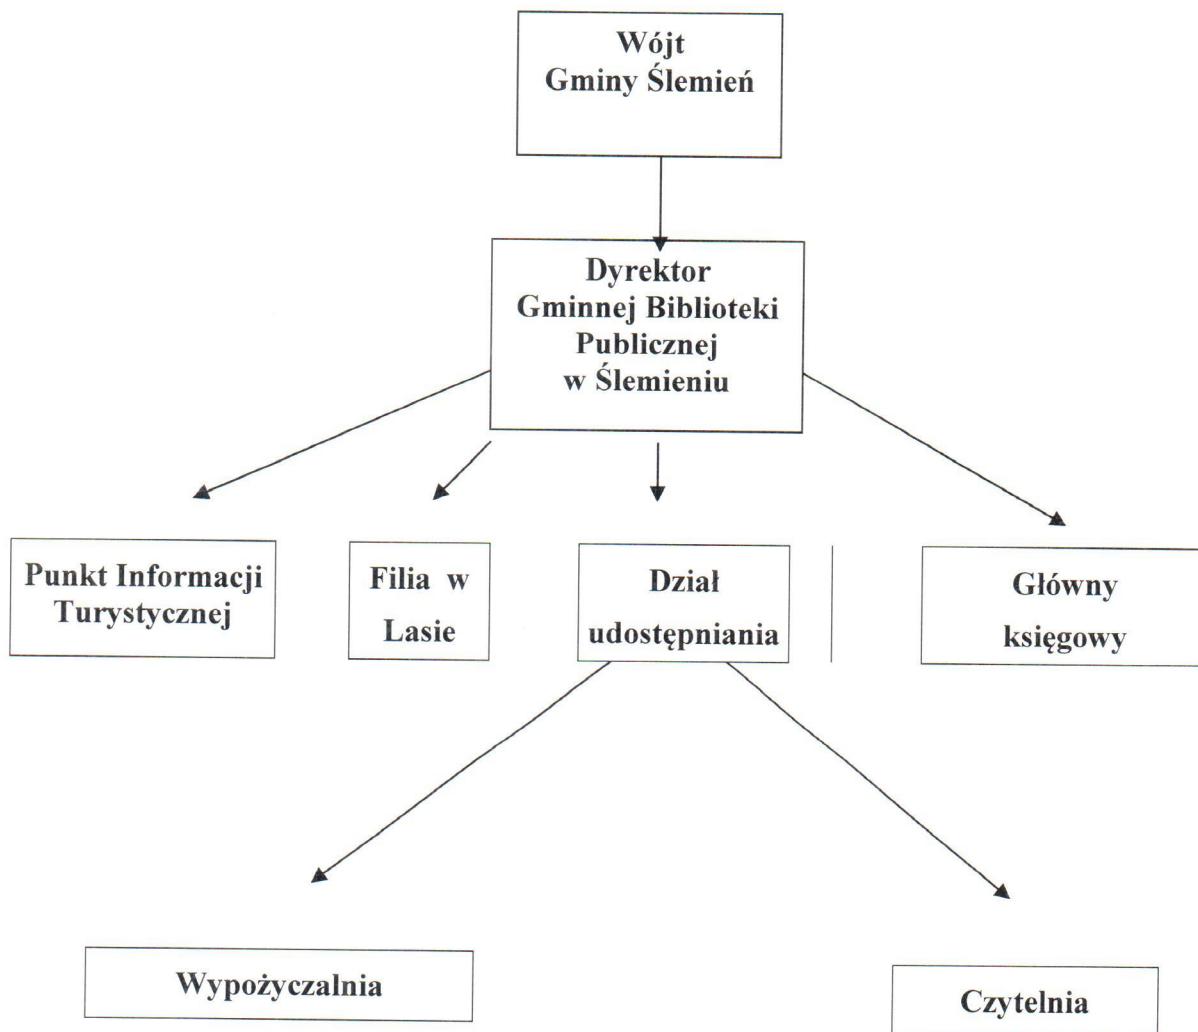 Wójt
Gminy Ślemień
Dyrektor
Gminnej Biblioteki
Publicznej
w Ślemieniu
Punkt Informacji
Turystycznej
Filia w
Lasie
Dział
udostępniania
Główny
księgowy
Wypożyczalnia
Czytelnia